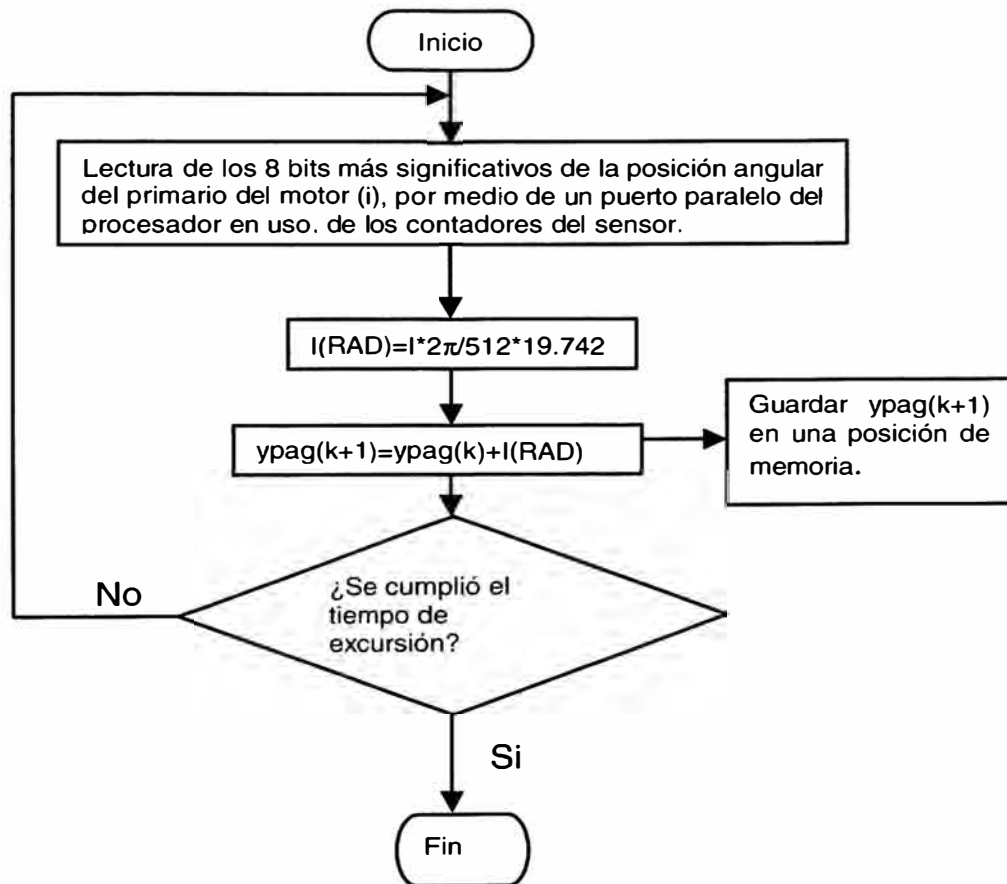 Inicio
Lectura de los 8 bits más significativos de la posición angular
del primario del motor (i), por medio de un puerto paralelo del
procesador en uso. de los contadores del sensor.
I(RAD)=I*2π/512*19.742
ypag(k+1)=ypag(k)+I(RAD)
Guardar ypag(k+1)
en una posición de
memoria.
¿Se cumplió el
tiempo de
excursión?
No
Si
Fin